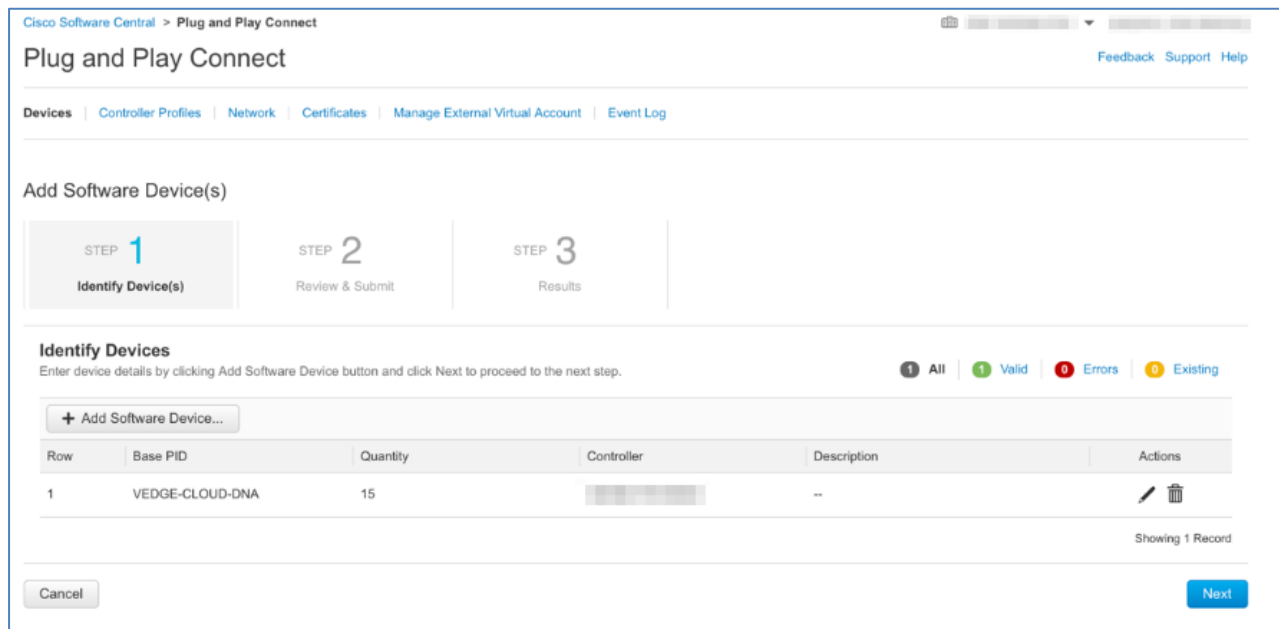 Cisco Software Central > Plug and Play Connect
Plug and Play Connect
Feedback Support Help
Devices | Controller Profiles | Network | Certificates | Manage External Virtual Account | Event Log
Add Software Device(s)
STEP 1 STEP 2 STEP 3
Identify Device(s) Review & Submit Results
Identify Devices
Enter device details by clicking Add Software Device button and click Next to proceed to the next step.
1 All | 1 Valid | 0 Errors | 0 Existing
+ Add Software Device...
Row Base PID Quantity Controller Description Actions
1 VEDGE-CLOUD-DNA 15 --
Showing 1 Record
Cancel Next